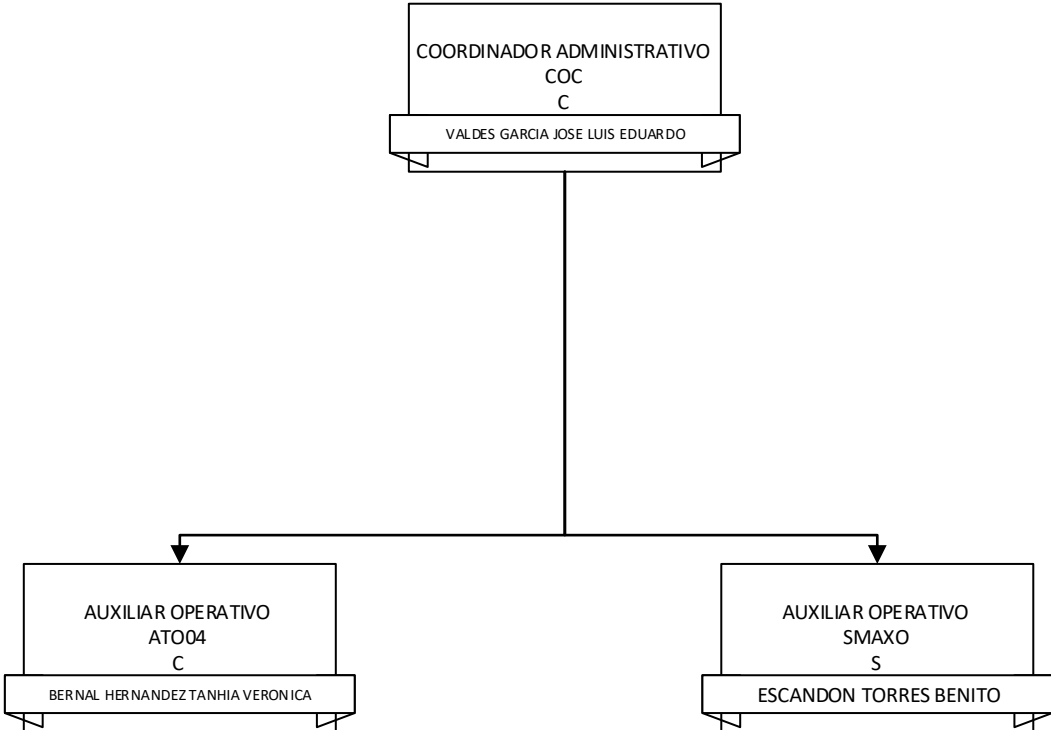 COORDINADOR ADMINISTRATIVO
COC
C
VALDES GARCIA JOSE LUIS EDUARDO
AUXILIAR OPERATIVO
ATO04
C
BERNAL HERNANDEZ TANHIA VERONICA
AUXILIAR OPERATIVO
SMAXO
S
ESCANDON TORRES BENITO